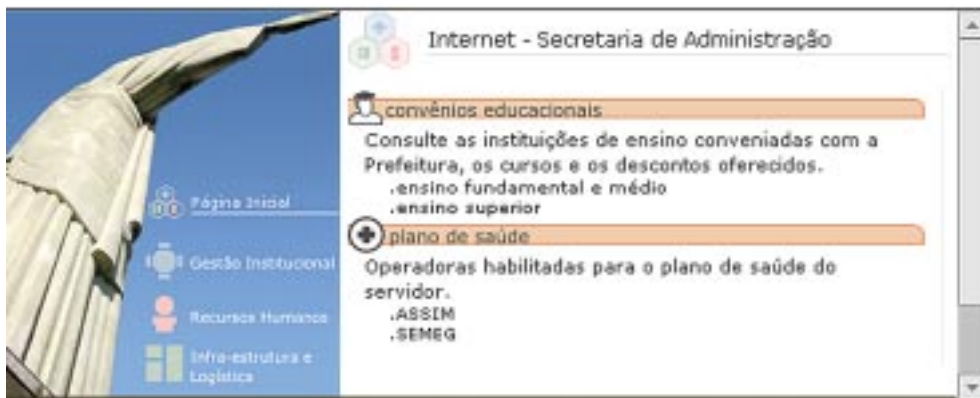 Internet - Secretaria de Administração
convênios educacionais
Consulte as instituições de ensino conveniadas com a
Prefeitura, os cursos e os descontos oferecidos.
.ensino fundamental e médio
.ensino superior
plano de saúde
Operadoras habilitadas para o plano de saúde do
servidor.
.ASSIM
.SEMEG
Página Inicial
Gestão Institucional
Recursos Humanos
Infra-estrutura e
Logística